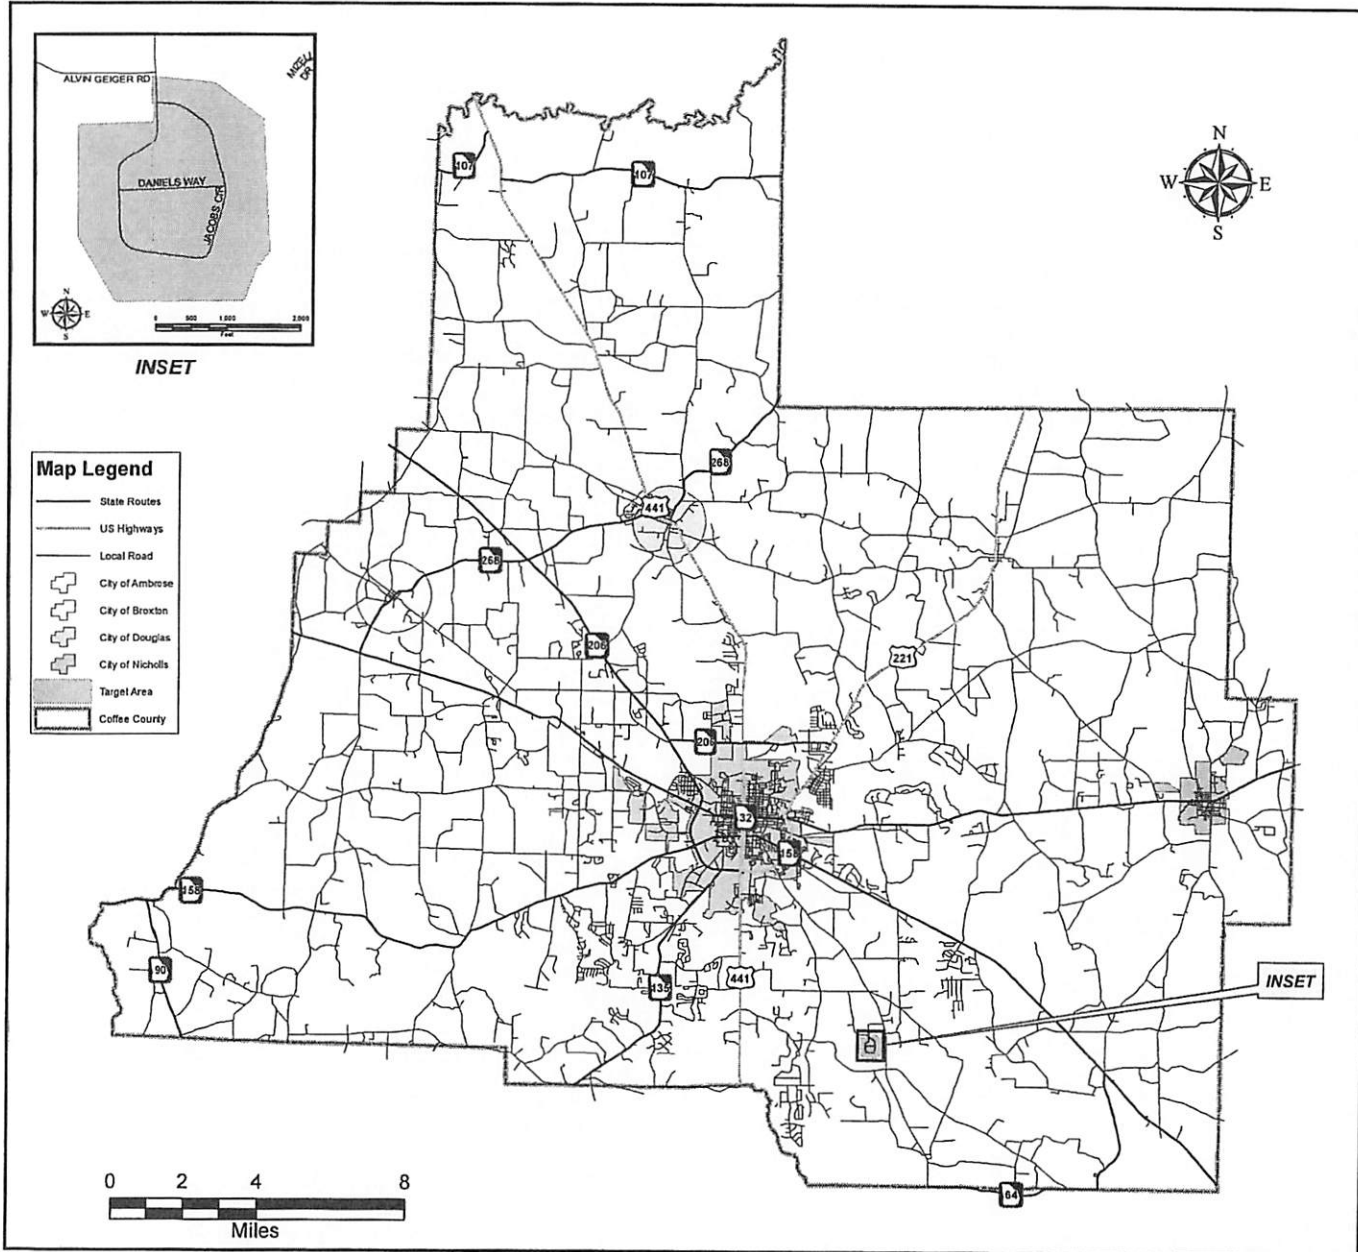 ALVIN GEIGER RD
MIZELL
DR
DANIELS WAY
JACOBS CIR
N
W E
S
0 500 1,000 2,000
Feet
INSET
N
W E
S
107
107
Map Legend
State Routes
US Highways
Local Road
City of Ambrose
City of Broxton
City of Douglas
City of Nicholls
Target Area
Coffee County
268
441
268
206
221
206
32
158
158
90
135
441
INSET
64
0 2 4 8
Miles